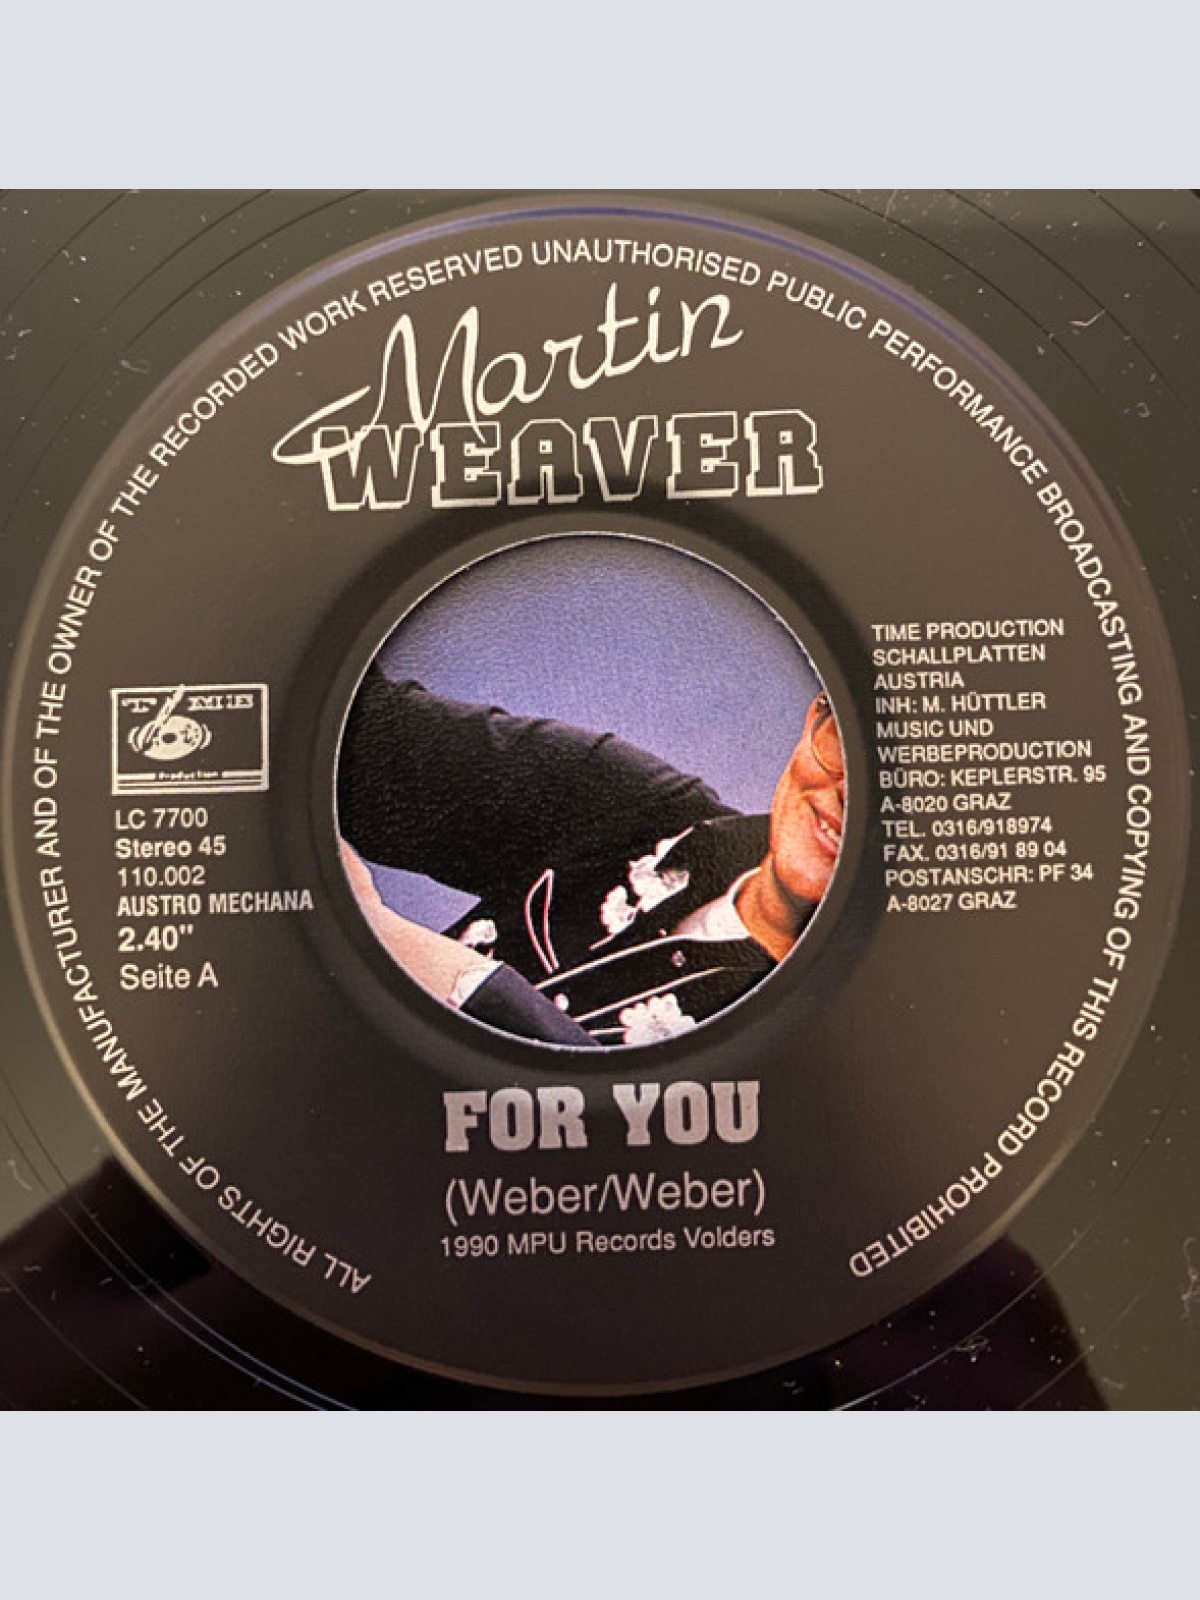 ALL RIGHTS OF THE MANUFACTURER AND OF THE OWNER OF THE RECORDED WORK RESERVED UNAUTHORISED PUBLIC PERFORMANCE BROADCASTING AND COPYING OF THIS RECORD PROHIBITED
Martin
WEAVER
TIME
Production
LC 7700
Stereo 45
110.002
AUSTRO MECHANA
2.40"
Seite A
TIME PRODUCTION
SCHALLPLATTEN
AUSTRIA
INH: M. HÜTTLER
MUSIC UND
WERBEPRODUCTION
BÜRO: KEPLERSTR. 95
A-8020 GRAZ
TEL. 0316/918974
FAX. 0316/91 89 04
POSTANSCHR: PF 34
A-8027 GRAZ
FOR YOU
(Weber/Weber)
1990 MPU Records Volders